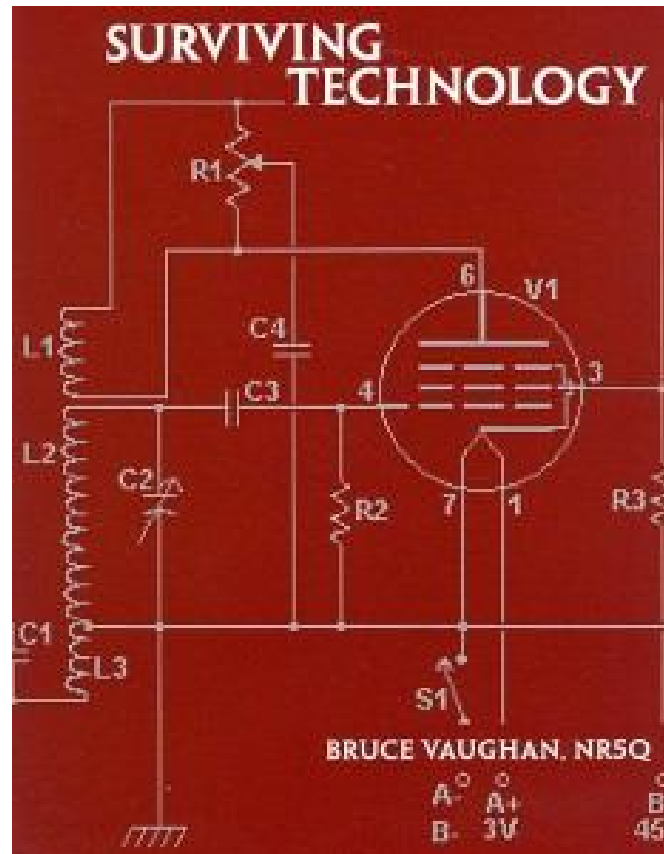 SURVIVING
TECHNOLOGY
R1
6
V1
L1
C4
3
C3
4
L2
C2
R2
7
1
R3
C1
L3
S1
BRUCE VAUGHAN, NR5Q
A- A+ B
B- 3V 45